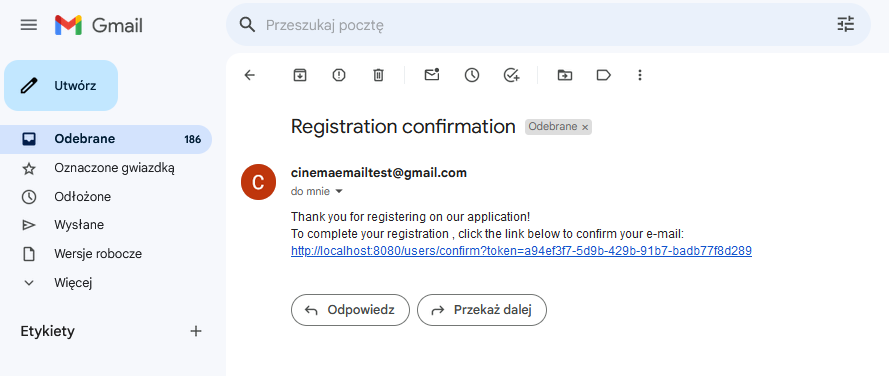 Gmail
Przeszukaj pocztę
Utwórz
Odebrane 186
Oznaczone gwiazdką
Odłożone
Wysłane
Wersje robocze
Więcej
Etykiety
Registration confirmation Odebrane ×
C
cinemaemailtest@gmail.com
do mnie
Thank you for registering on our application!
To complete your registration , click the link below to confirm your e-mail:
http://localhost:8080/users/confirm?token=a94ef3f7-5d9b-429b-91b7-badb77f8d289
Odpowiedz Przekaż dalej